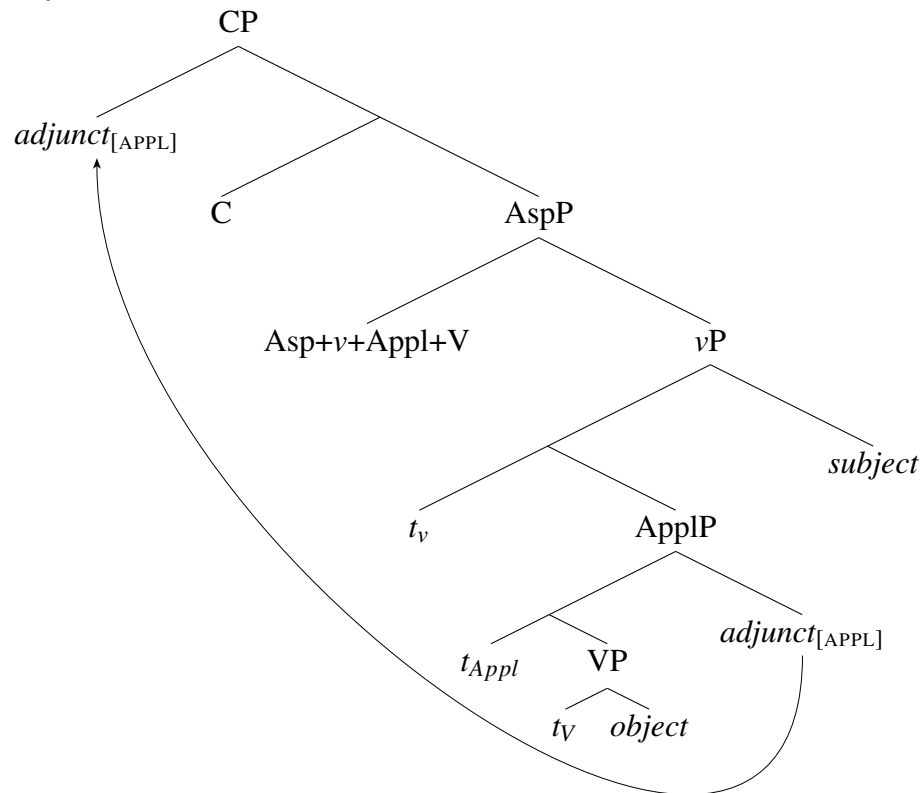 CP
adjunct[APPL]
C
AspP
Asp+v+Appl+V
vP
subject
tv
ApplP
adjunct[APPL]
tAppl
VP
tV
object